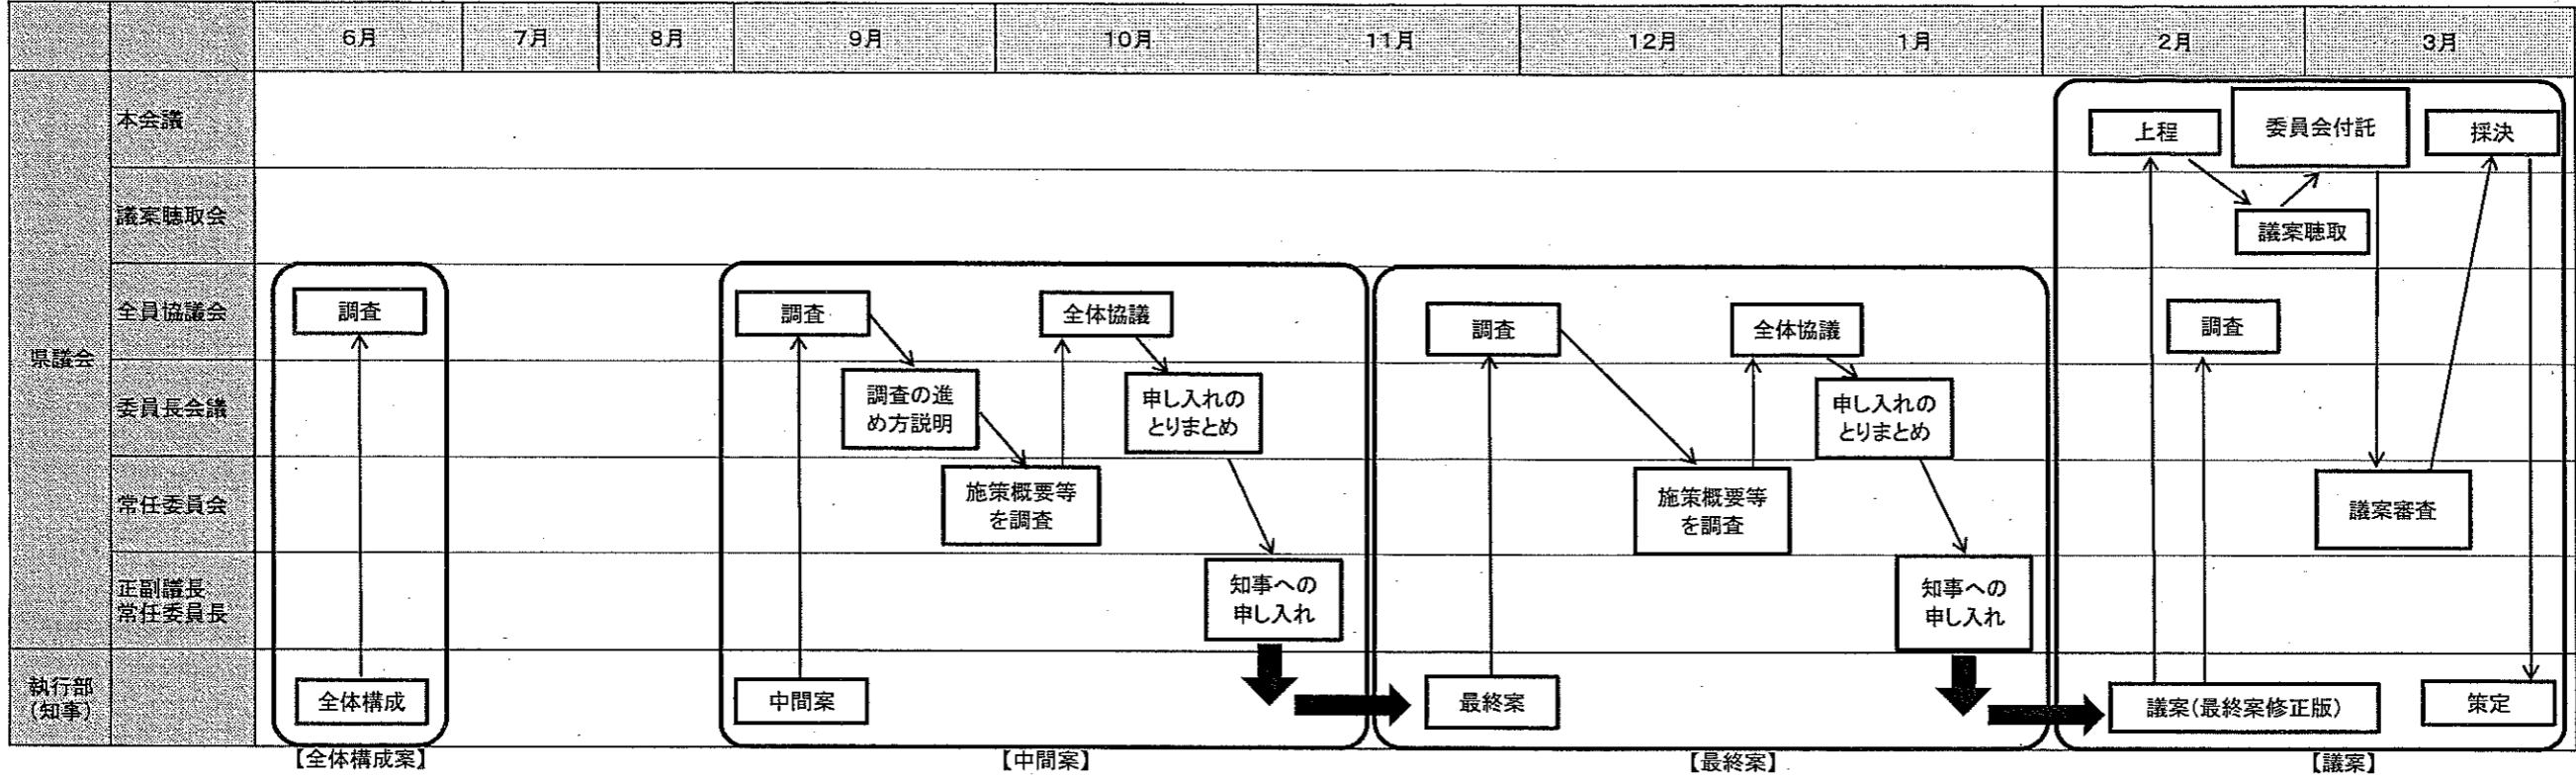 6月
7月
8月
9月
10月
11月
12月
1月
2月
3月
県議会
本会議
上程
委員会付託
採決
議案聴取会
議案聴取
全員協議会
調査
調査
全体協議
調査
全体協議
調査
委員長会議
調査の進
め方説明
申し入れの
とりまとめ
申し入れの
とりまとめ
常任委員会
施策概要等
を調査
施策概要等
を調査
議案審査
正副議長
常任委員長
知事への
申し入れ
知事への
申し入れ
執行部
(知事)
全体構成
中間案
最終案
議案(最終案修正版)
策定
【全体構成案】
【中間案】
【最終案】
【議案】